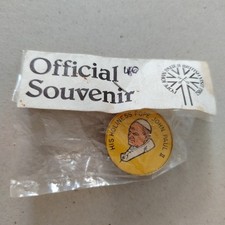 Official
Souvenir
40
HIS HOLINESS POPE JOHN PAUL II